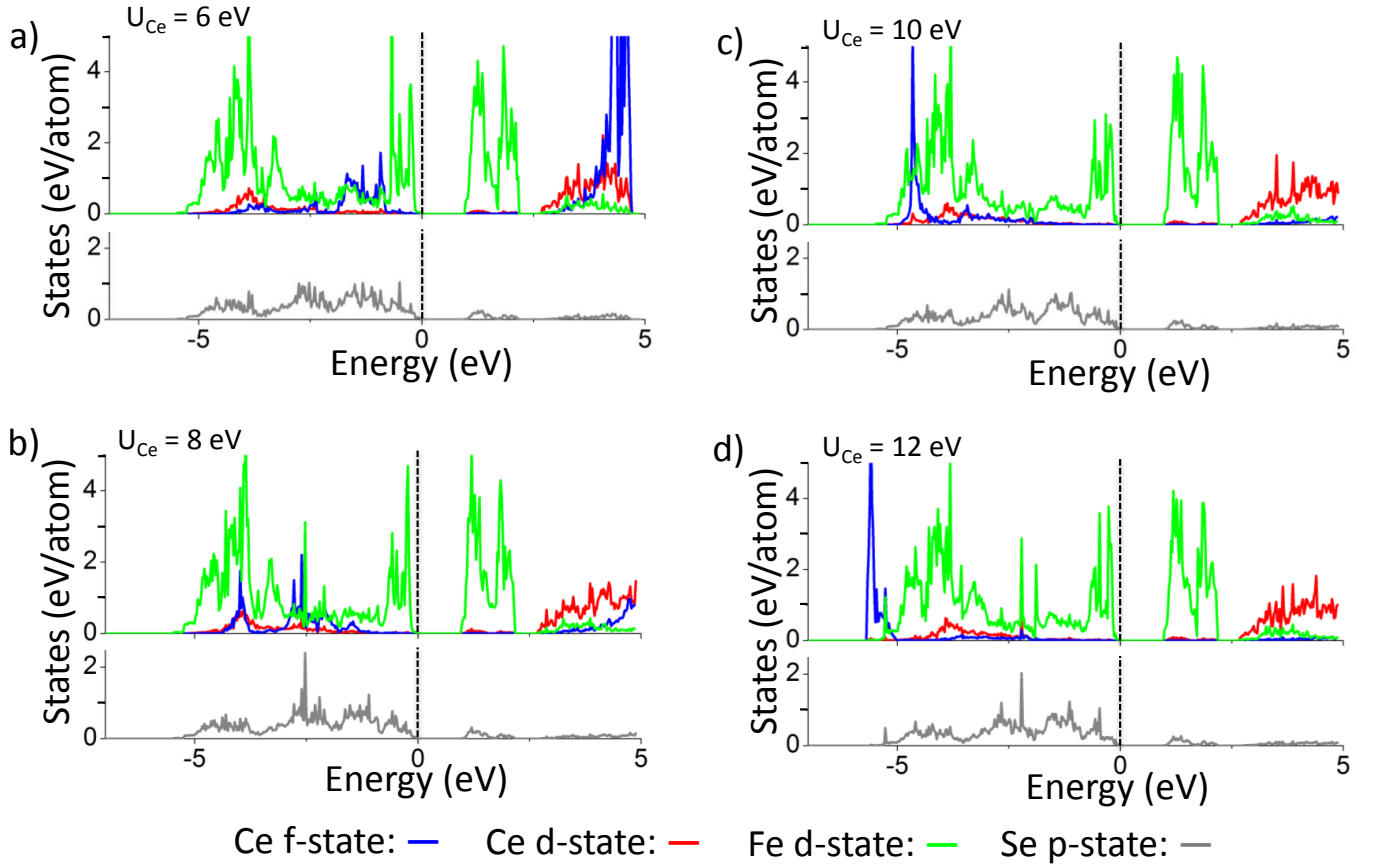 a)
U_Ce = 6 eV
States (eV/atom)
4
2
0
2
0
-5
0
5
Energy (eV)
c)
U_Ce = 10 eV
States (eV/atom)
4
2
0
2
0
-5
0
5
Energy (eV)
b)
U_Ce = 8 eV
States (eV/atom)
4
2
0
2
0
-5
0
5
Energy (eV)
d)
U_Ce = 12 eV
States (eV/atom)
4
2
0
2
0
-5
0
5
Energy (eV)
Ce f-state: Ce d-state: Fe d-state: Se p-state: